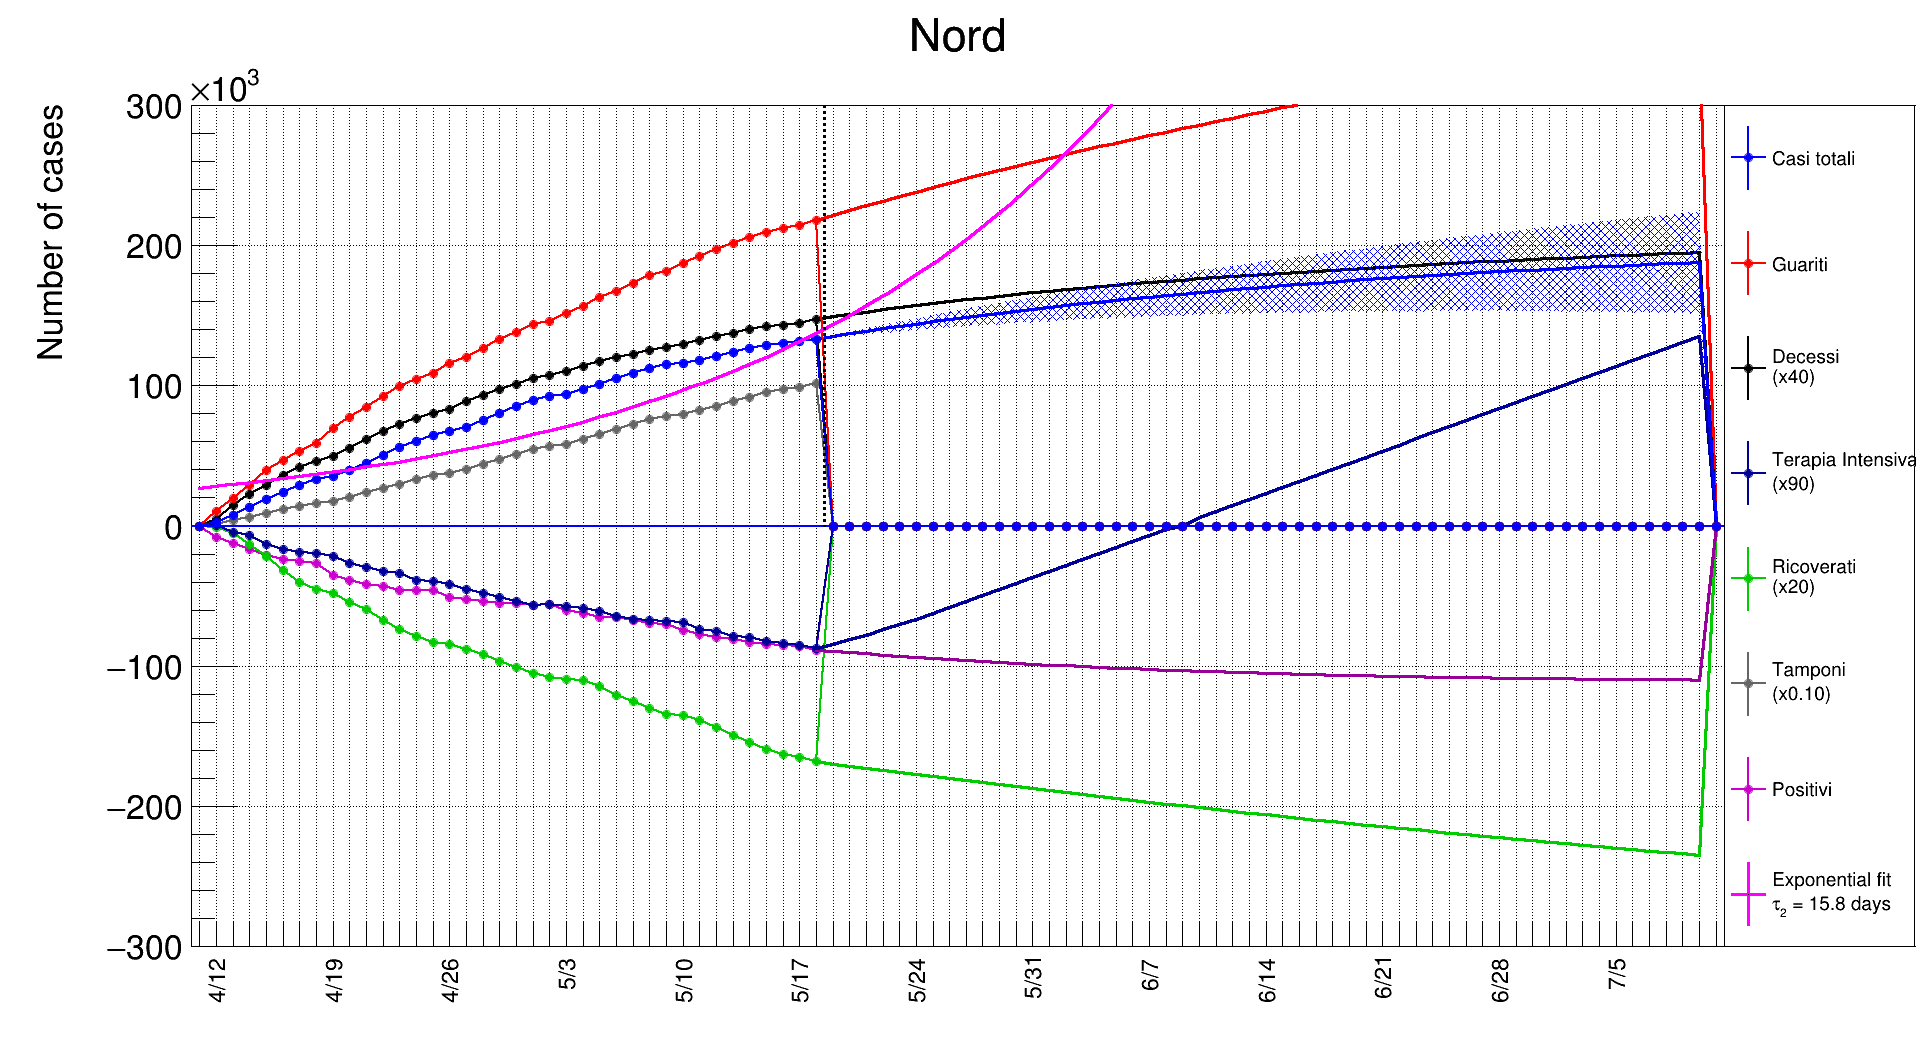 Nord
×10³
Number of cases
300
200
100
0
−100
−200
−300
4/12
4/19
4/26
5/3
5/10
5/17
5/24
5/31
6/7
6/14
6/21
6/28
7/5
Casi totali
Guariti
Decessi
(x40)
Terapia Intensiva
(x90)
Ricoverati
(x20)
Tamponi
(x0.10)
Positivi
Exponential fit
τ₂ = 15.8 days